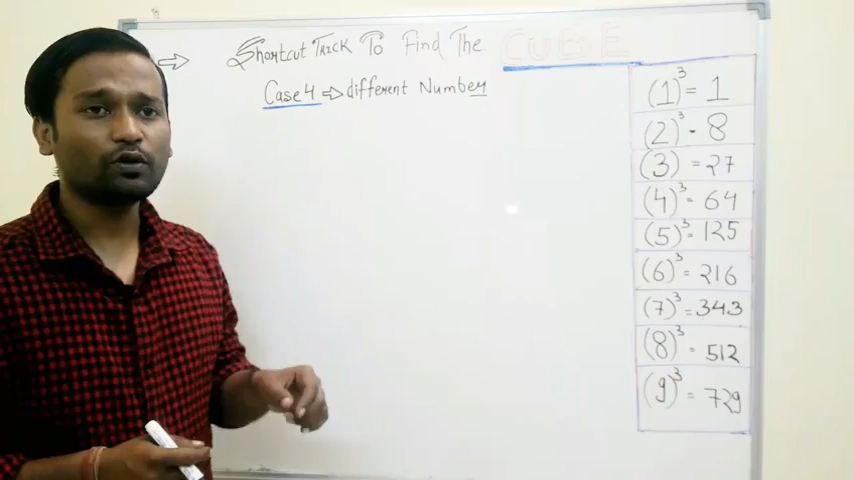 ⇒ Shortcut Trick To Find The CUBE
Case 4 ⇒ different Number
(1)³ = 1
(2)³ - 8
(3) = 27
(4)³ = 64
(5)³ = 125
(6)³ = 216
(7)³ = 343
(8)³ = 512
(9)³ = 729